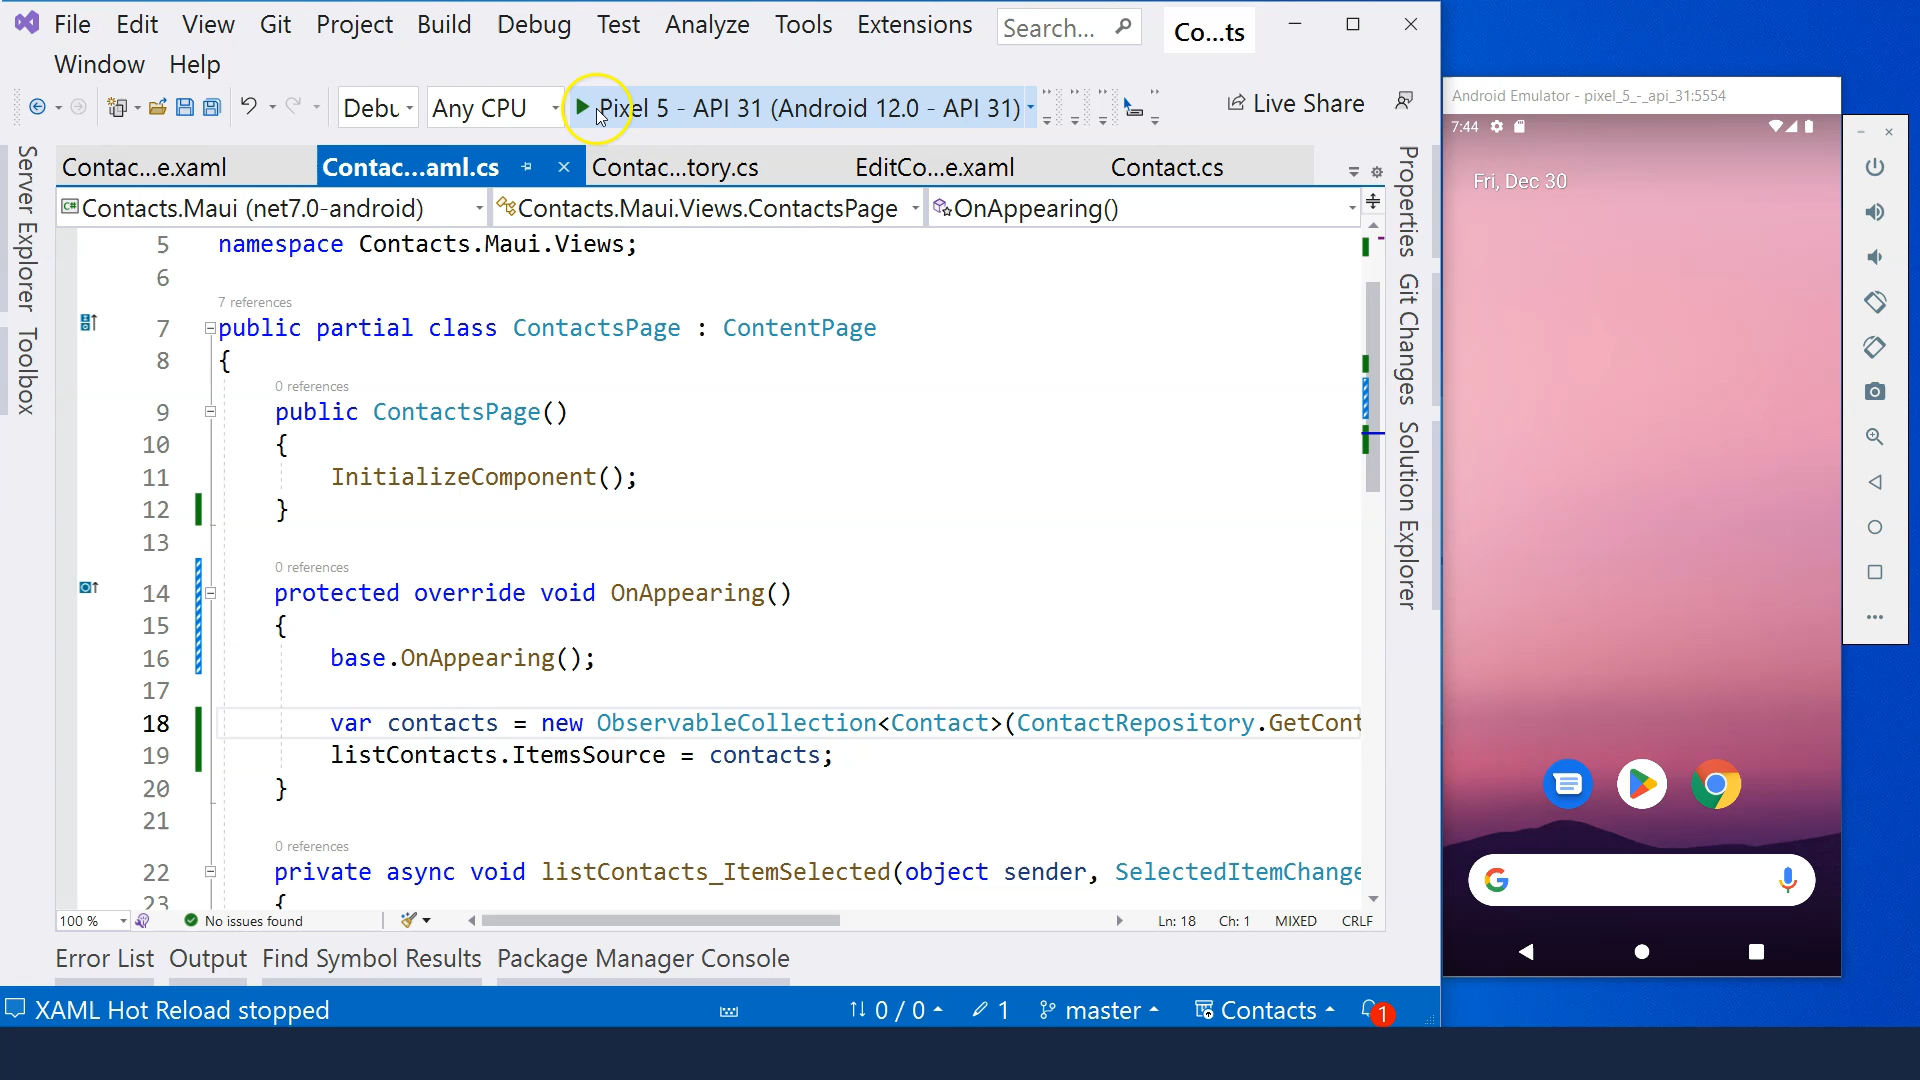 File Edit View Git Project Build Debug Test Analyze Tools Extensions Search... Co...ts
Window Help
Debu Any CPU Pixel 5 - API 31 (Android 12.0 - API 31) Live Share
Contac...e.xaml Contac...aml.cs Contac...tory.cs EditCo...e.xaml Contact.cs
Contacts.Maui (net7.0-android) Contacts.Maui.Views.ContactsPage OnAppearing()
Server Explorer
Toolbox
5 namespace Contacts.Maui.Views;
6
7 references
7 public partial class ContactsPage : ContentPage
8 {
0 references
9 public ContactsPage()
10 {
11 InitializeComponent();
12 }
13
0 references
14 protected override void OnAppearing()
15 {
16 base.OnAppearing();
17
18 var contacts = new ObservableCollection<Contact>(ContactRepository.GetCont
19 listContacts.ItemsSource = contacts;
20 }
21
0 references
22 private async void listContacts_ItemSelected(object sender, SelectedItemChange
23 {
100 % No issues found Ln: 18 Ch: 1 MIXED CRLF
Error List Output Find Symbol Results Package Manager Console
XAML Hot Reload stopped 0 / 0 1 master Contacts 1
Properties
Git Changes
Solution Explorer
Android Emulator - pixel_5_-_api_31:5554
7:44
Fri, Dec 30